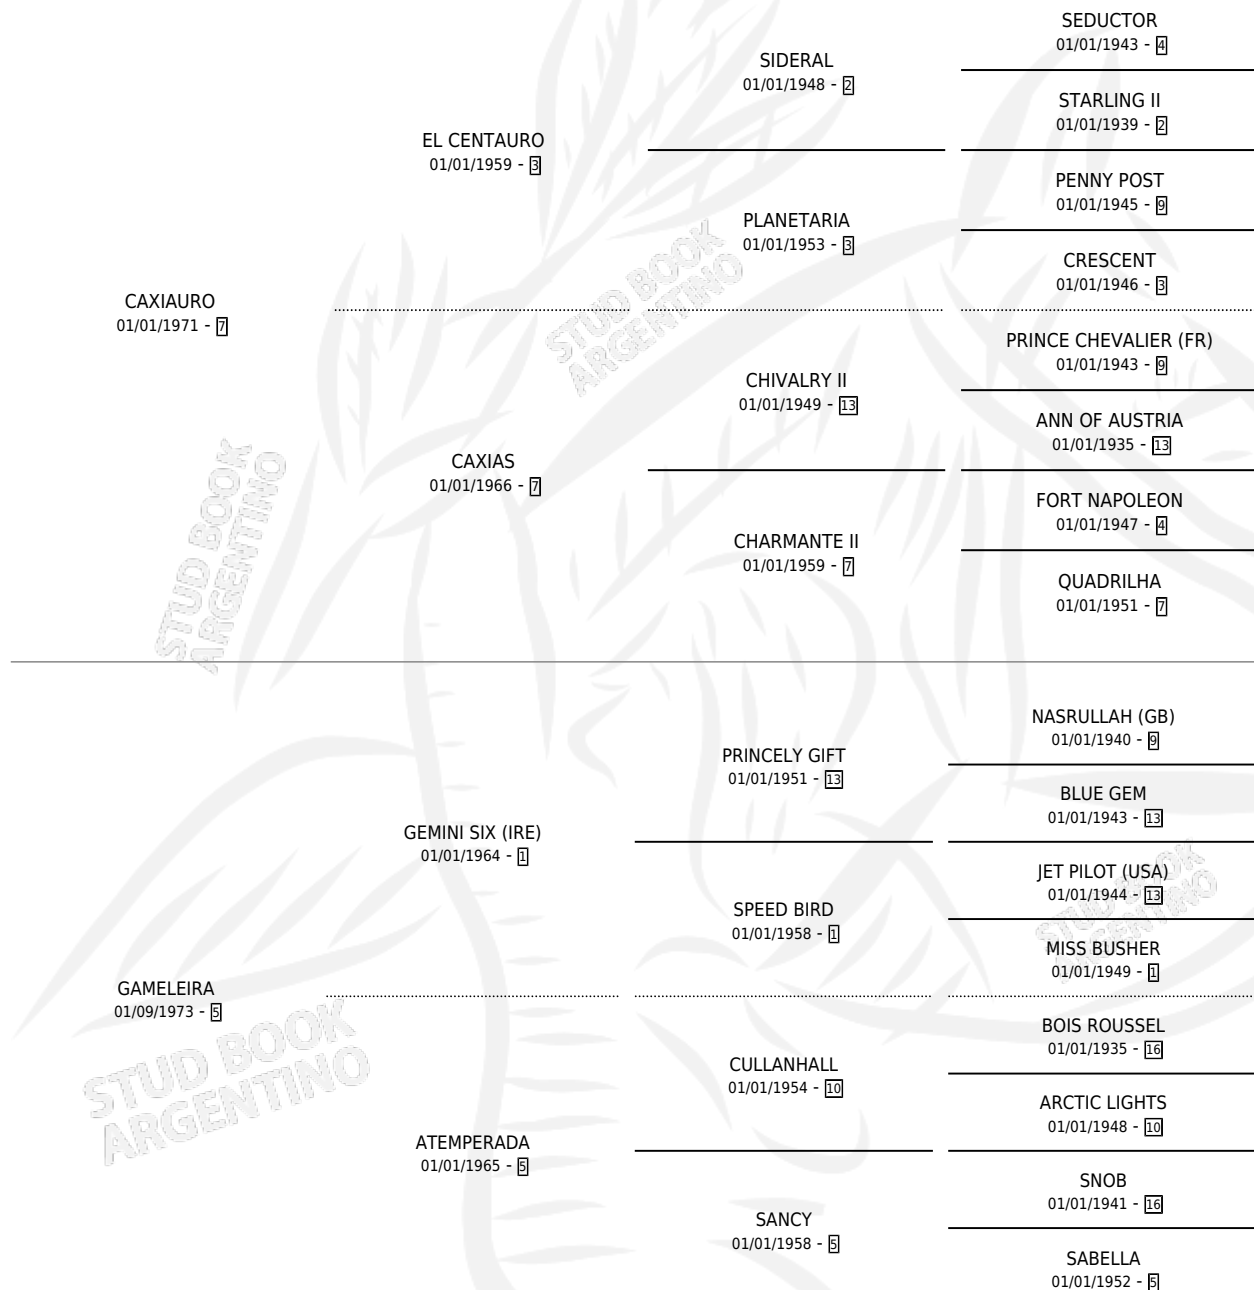 SEDUCTOR
01/01/1943 - 4
SIDERAL
01/01/1948 - 2
STARLING II
01/01/1939 - 2
EL CENTAURO
01/01/1959 - 3
PENNY POST
01/01/1945 - 9
PLANETARIA
01/01/1953 - 3
CRESCENT
01/01/1946 - 3
CAXIAURO
01/01/1971 - 7
PRINCE CHEVALIER (FR)
01/01/1943 - 9
CHIVALRY II
01/01/1949 - 13
ANN OF AUSTRIA
01/01/1935 - 13
CAXIAS
01/01/1966 - 7
FORT NAPOLEON
01/01/1947 - 4
CHARMANTE II
01/01/1959 - 7
QUADRILHA
01/01/1951 - 7
NASRULLAH (GB)
01/01/1940 - 9
PRINCELY GIFT
01/01/1951 - 13
BLUE GEM
01/01/1943 - 13
GEMINI SIX (IRE)
01/01/1964 - 1
JET PILOT (USA)
01/01/1944 - 13
SPEED BIRD
01/01/1958 - 1
MISS BUSHER
01/01/1949 - 1
GAMELEIRA
01/09/1973 - 5
BOIS ROUSSEL
01/01/1935 - 16
CULLANHALL
01/01/1954 - 10
ARCTIC LIGHTS
01/01/1948 - 10
ATEMPERADA
01/01/1965 - 5
SNOB
01/01/1941 - 16
SANCY
01/01/1958 - 5
SABELLA
01/01/1952 - 5
STUD BOOK
ARGENTINO
STUD BOOK
ARGENTINO
STUD BOOK
ARGENTINO
STUD BOOK
ARGENTINO